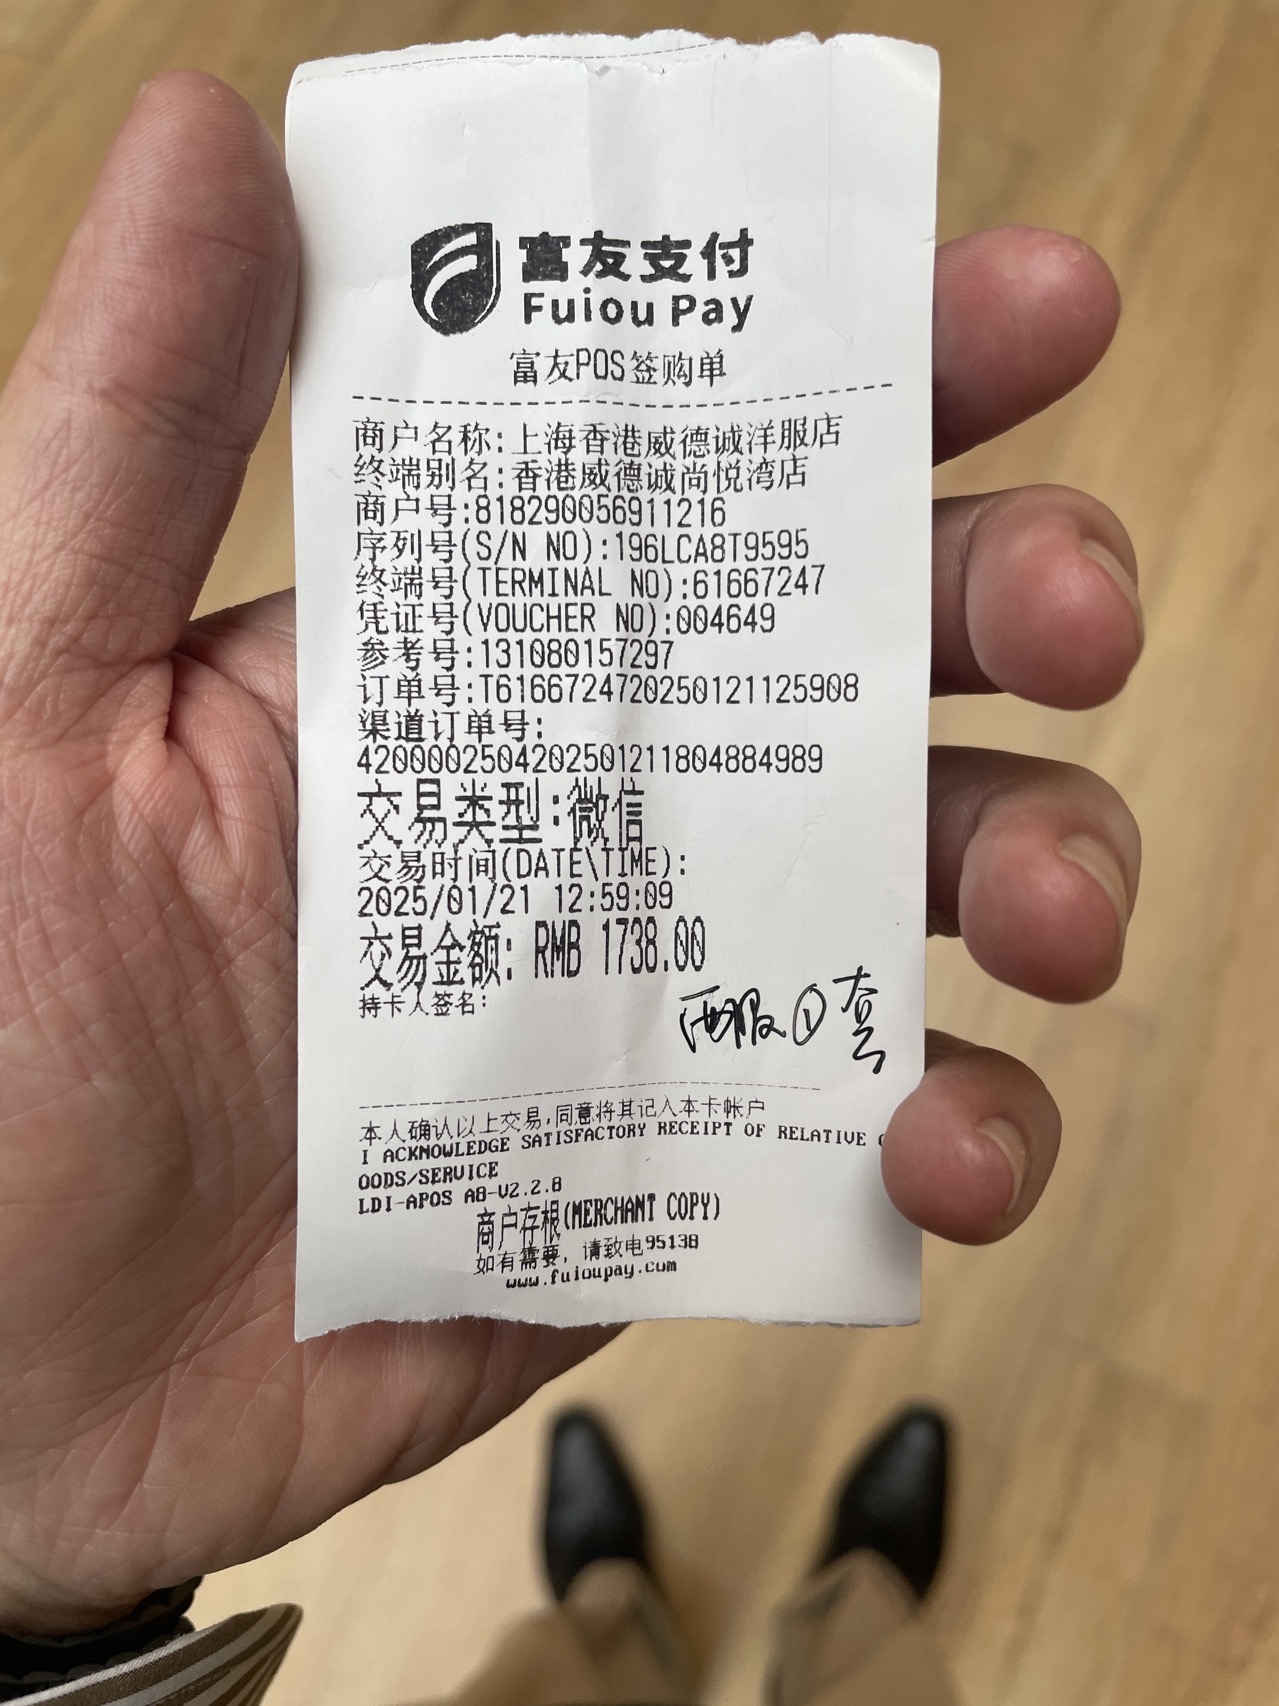 富友支付
Fuiou Pay
富友POS签购单
商户名称:上海香港威德诚洋服店
终端别名:香港威德诚尚悦湾店
商户号:818290056911216
序列号(S/N NO):196LCA8T9595
终端号(TERMINAL NO):61667247
凭证号(VOUCHER NO):004649
参考号:131080157297
订单号:T6166724720250121125908
渠道订单号:
4200002504202501211804884989
交易类型:微信
交易时间(DATE\TIME):
2025/01/21 12:59:09
交易金额: RMB 1738.00
持卡人签名:
西服①套
本人确认以上交易,同意将其记入本卡帐户
I ACKNOWLEDGE SATISFACTORY RECEIPT OF RELATIVE G
OODS/SERVICE
LDI-APOS A8-V2.2.8
商户存根(MERCHANT COPY)
如有需要, 请致电95138
www.fuioupay.com